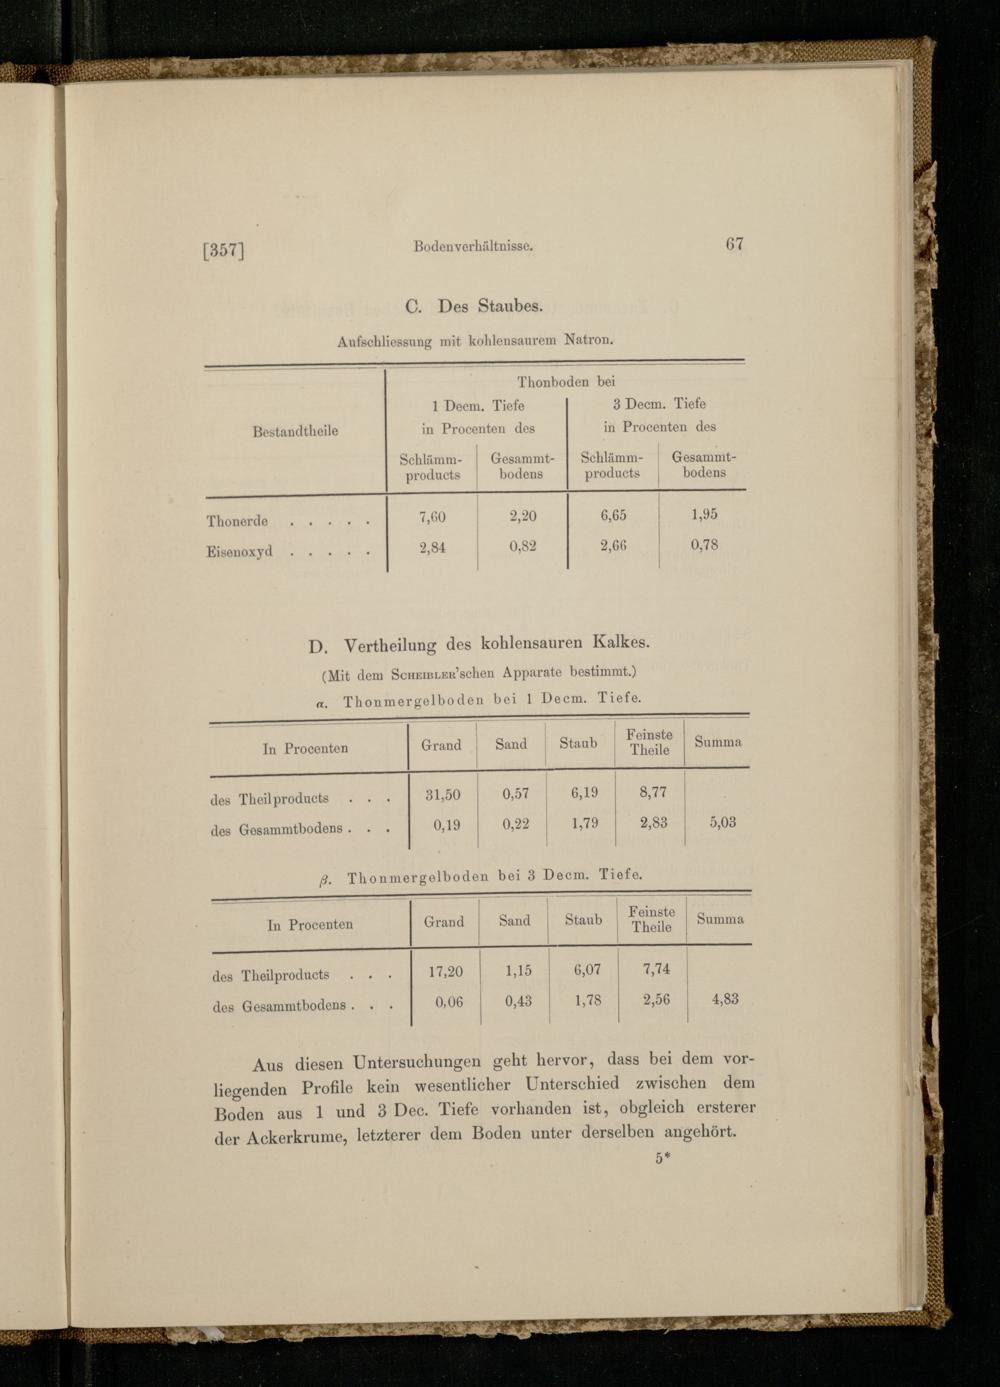 [357] Bodenverhältnisse. 67
C. Des Staubes.
Aufschliessung mit kohlensaurem Natron.
Bestandtheile
Thonboden bei
1 Decm. Tiefe 3 Decm. Tiefe
in Procenten des in Procenten des
Schlämm- Gesammt- Schlämm- Gesammt-
products bodens products bodens
Thonerde . . . . . 7,60 2,20 6,65 1,95
Eisenoxyd . . . . . 2,84 0,82 2,66 0,78
D. Vertheilung des kohlensauren Kalkes.
(Mit dem SCHEIBLER'schen Apparate bestimmt.)
α. Thonmergelboden bei 1 Decm. Tiefe.
In Procenten Grand Sand Staub Feinste Summa
Theile
des Theilproducts . . . 31,50 0,57 6,19 8,77
des Gesammtbodens . . . 0,19 0,22 1,79 2,83 5,03
β. Thonmergelboden bei 3 Decm. Tiefe.
In Procenten Grand Sand Staub Feinste Summa
Theile
des Theilproducts . . . 17,20 1,15 6,07 7,74
des Gesammtbodens . . . 0,06 0,43 1,78 2,56 4,83
Aus diesen Untersuchungen geht hervor, dass bei dem vor-
liegenden Profile kein wesentlicher Unterschied zwischen dem
Boden aus 1 und 3 Dec. Tiefe vorhanden ist, obgleich ersterer
der Ackerkrume, letzterer dem Boden unter derselben angehört.
5*